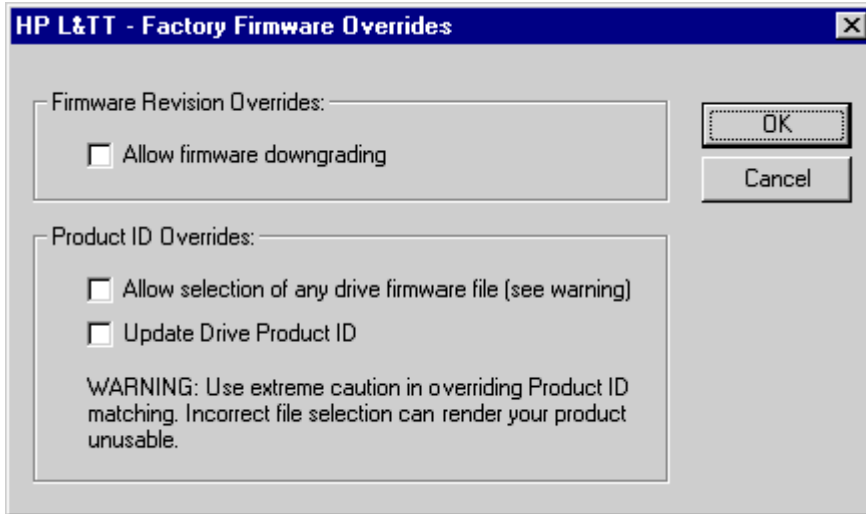 HP L&TT - Factory Firmware Overrides
Firmware Revision Overrides:
Allow firmware downgrading
OK
Cancel
Product ID Overrides:
Allow selection of any drive firmware file (see warning)
Update Drive Product ID
WARNING: Use extreme caution in overriding Product ID
matching. Incorrect file selection can render your product
unusable.